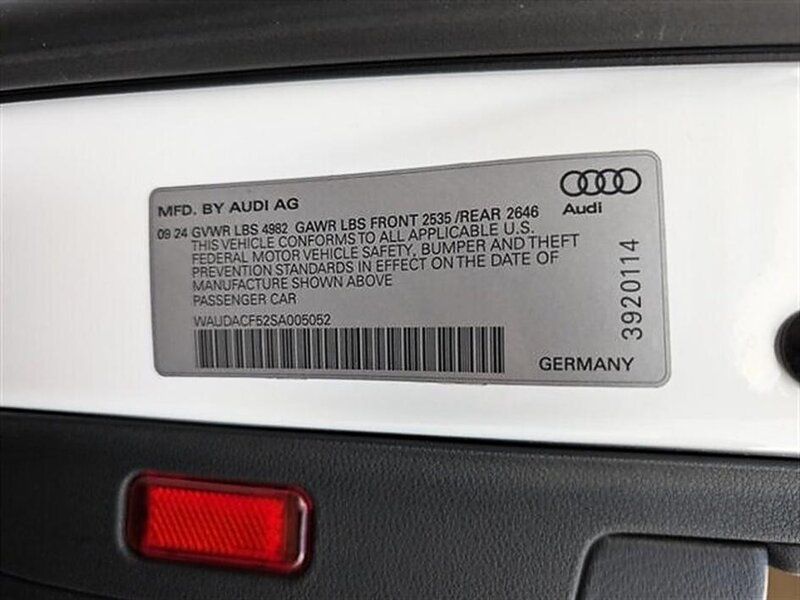 MFD. BY AUDI AG
09 24 GVWR LBS 4982 GAWR LBS FRONT 2535 /REAR 2646
THIS VEHICLE CONFORMS TO ALL APPLICABLE U.S.
FEDERAL MOTOR VEHICLE SAFETY, BUMPER AND THEFT
PREVENTION STANDARDS IN EFFECT ON THE DATE OF
MANUFACTURE SHOWN ABOVE
PASSENGER CAR
WAUDACF52SA005052
Audi
3920114
GERMANY